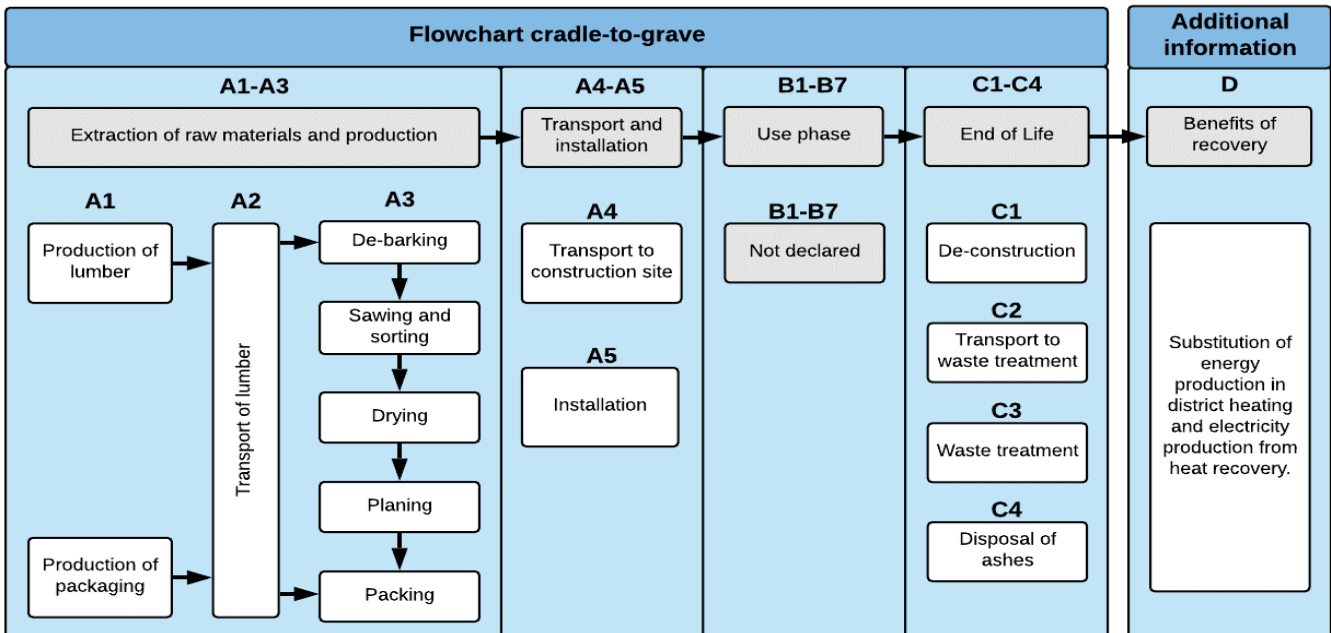 Flowchart cradle-to-grave
Additional
information
A1-A3
A4-A5
B1-B7
C1-C4
D
Extraction of raw materials and production
Transport and
installation
Use phase
End of Life
Benefits of
recovery
A1
Production of
lumber
Production of
packaging
A2
Transport of lumber
A3
De-barking
Sawing and
sorting
Drying
Planing
Packing
A4
Transport to
construction site
A5
Installation
B1-B7
Not declared
C1
De-construction
C2
Transport to
waste treatment
C3
Waste treatment
C4
Disposal of
ashes
Substitution of
energy
production in
district heating
and electricity
production from
heat recovery.